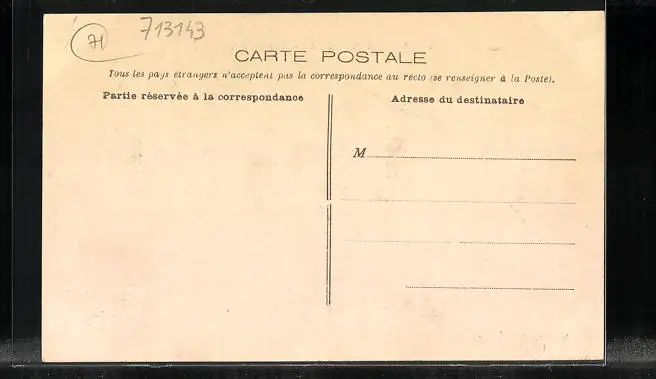 71
713143
CARTE POSTALE
Tous les pays étrangers n'acceptent pas la correspondance au recto (se renseigner à la Poste).
Partie réservée à la correspondance
Adresse du destinataire
M